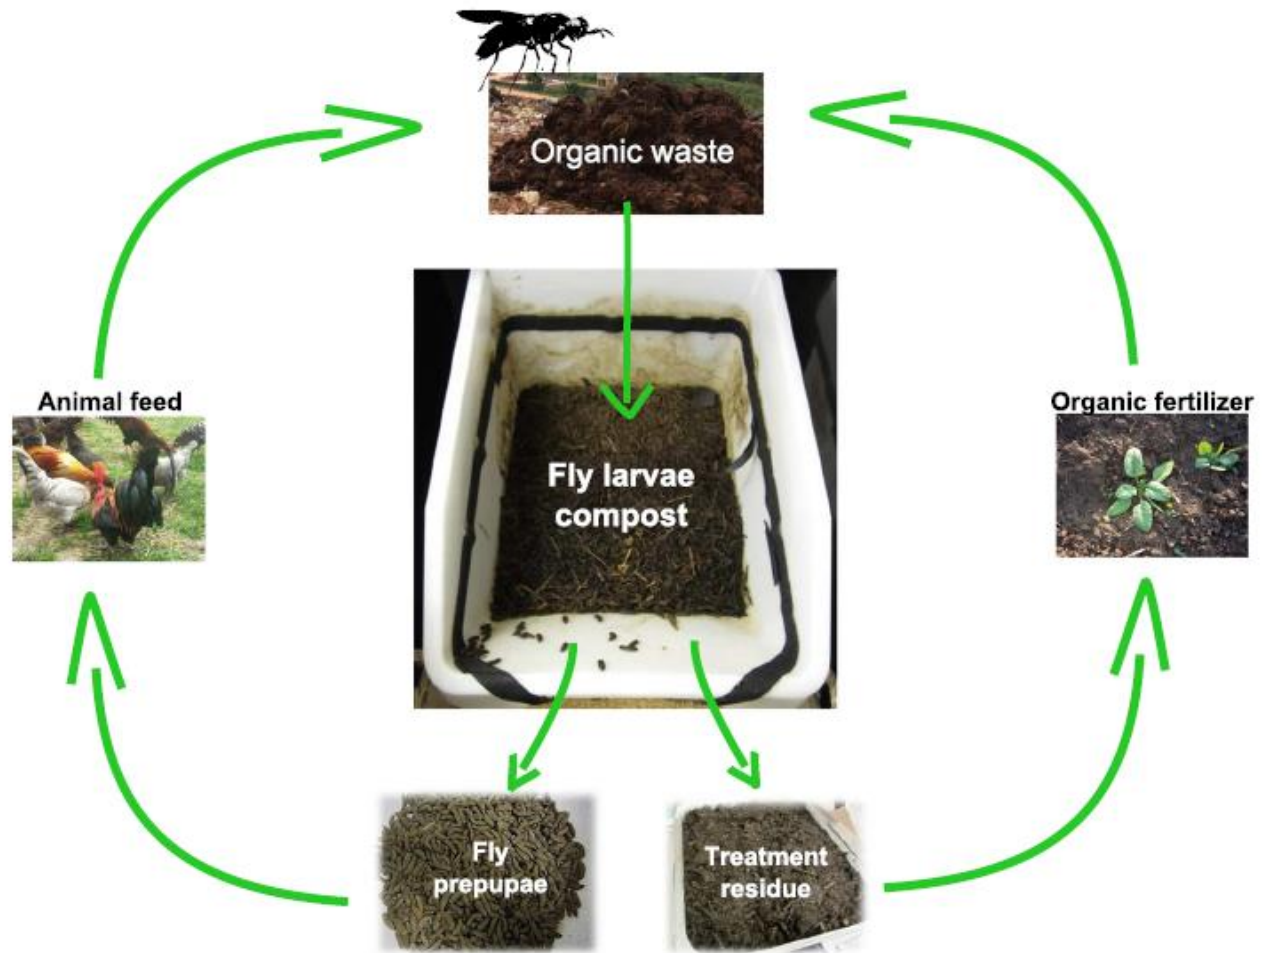 Organic waste
Animal feed
Organic fertilizer
Fly larvae
compost
Fly
prepupae
Treatment
residue